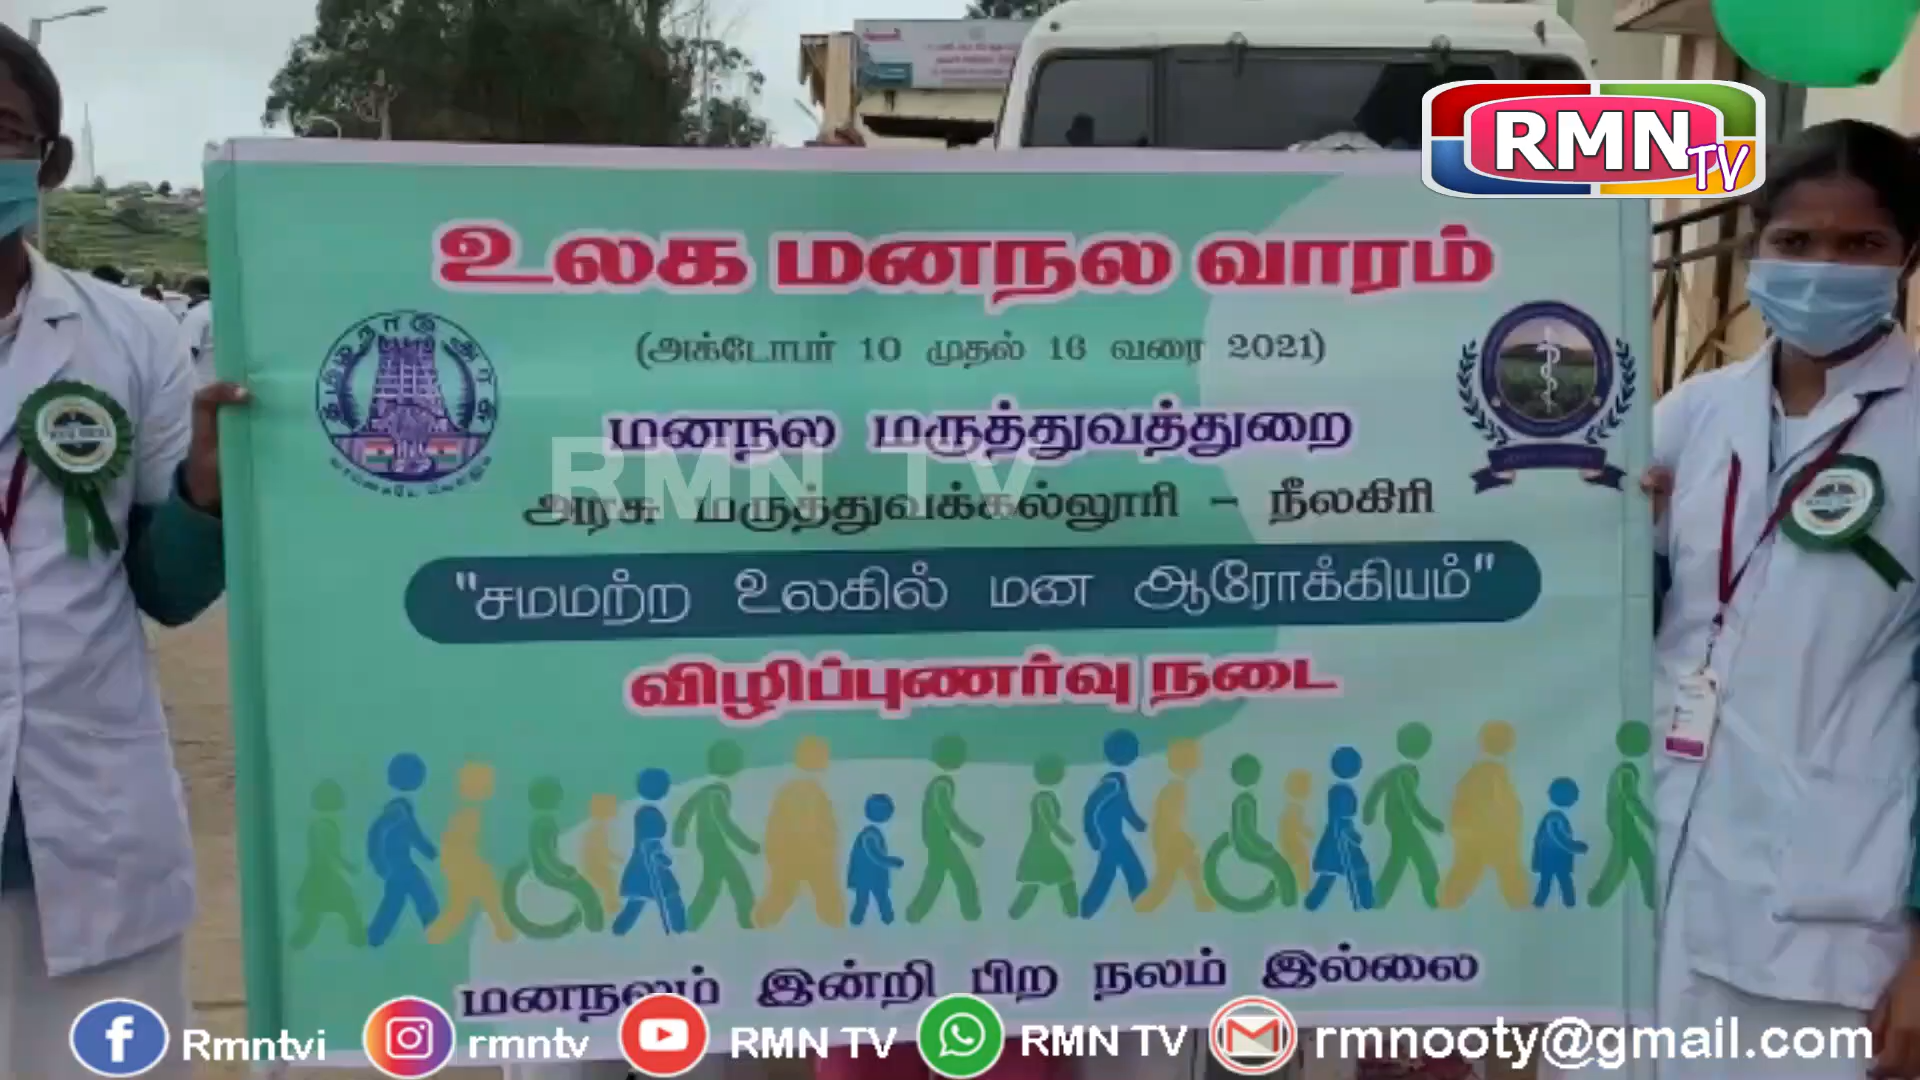 RMN TV
உலக மனநல வாரம்
(அக்டோபர் 10 முதல் 16 வரை 2021)
மனநல மருத்துவத்துறை
RMN TV
அரசு மருத்துவக்கல்லூரி - நீலகிரி
"சமமற்ற உலகில் மன ஆரோக்கியம்"
விழிப்புணர்வு நடை
மனநலம் இன்றி பிற நலம் இல்லை
Rmntvi rmntv RMN TV RMN TV rmnooty@gmail.com